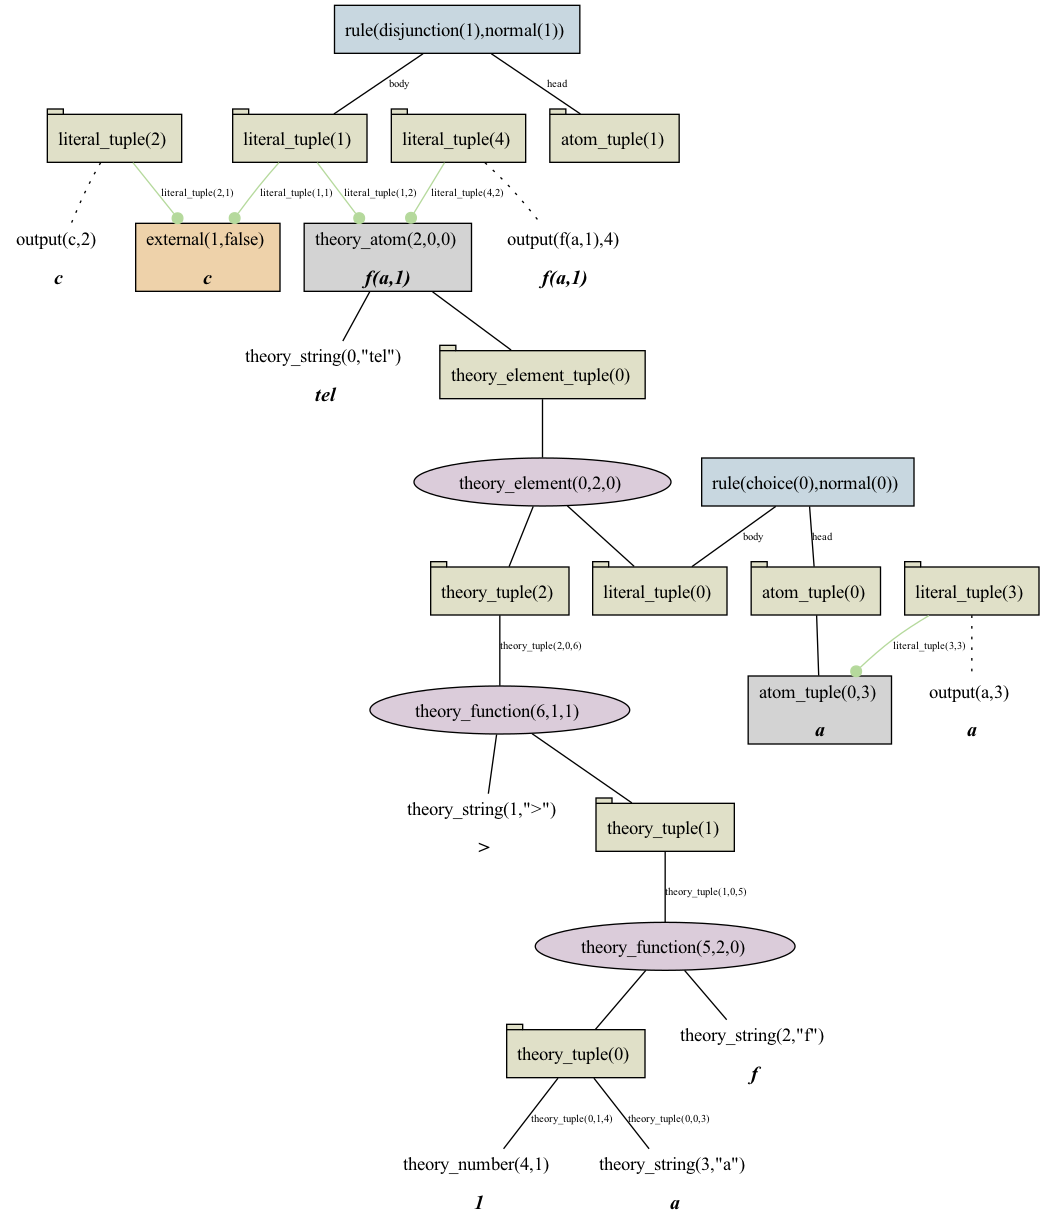 rule(disjunction(1),normal(1))
body
head
literal_tuple(2)
literal_tuple(1)
literal_tuple(4)
atom_tuple(1)
literal_tuple(2,1)
literal_tuple(1,1)
literal_tuple(1,2)
literal_tuple(4,2)
output(c,2)
c
external(1,false)
c
theory_atom(2,0,0)
f(a,1)
output(f(a,1),4)
f(a,1)
theory_string(0,"tel")
tel
theory_element_tuple(0)
theory_element(0,2,0)
rule(choice(0),normal(0))
body
head
theory_tuple(2)
literal_tuple(0)
atom_tuple(0)
literal_tuple(3)
theory_tuple(2,0,6)
literal_tuple(3,3)
theory_function(6,1,1)
atom_tuple(0,3)
a
output(a,3)
a
theory_string(1,">")
>
theory_tuple(1)
theory_tuple(1,0,5)
theory_function(5,2,0)
theory_tuple(0)
theory_string(2,"f")
f
theory_tuple(0,1,4)
theory_tuple(0,0,3)
theory_number(4,1)
1
theory_string(3,"a")
a